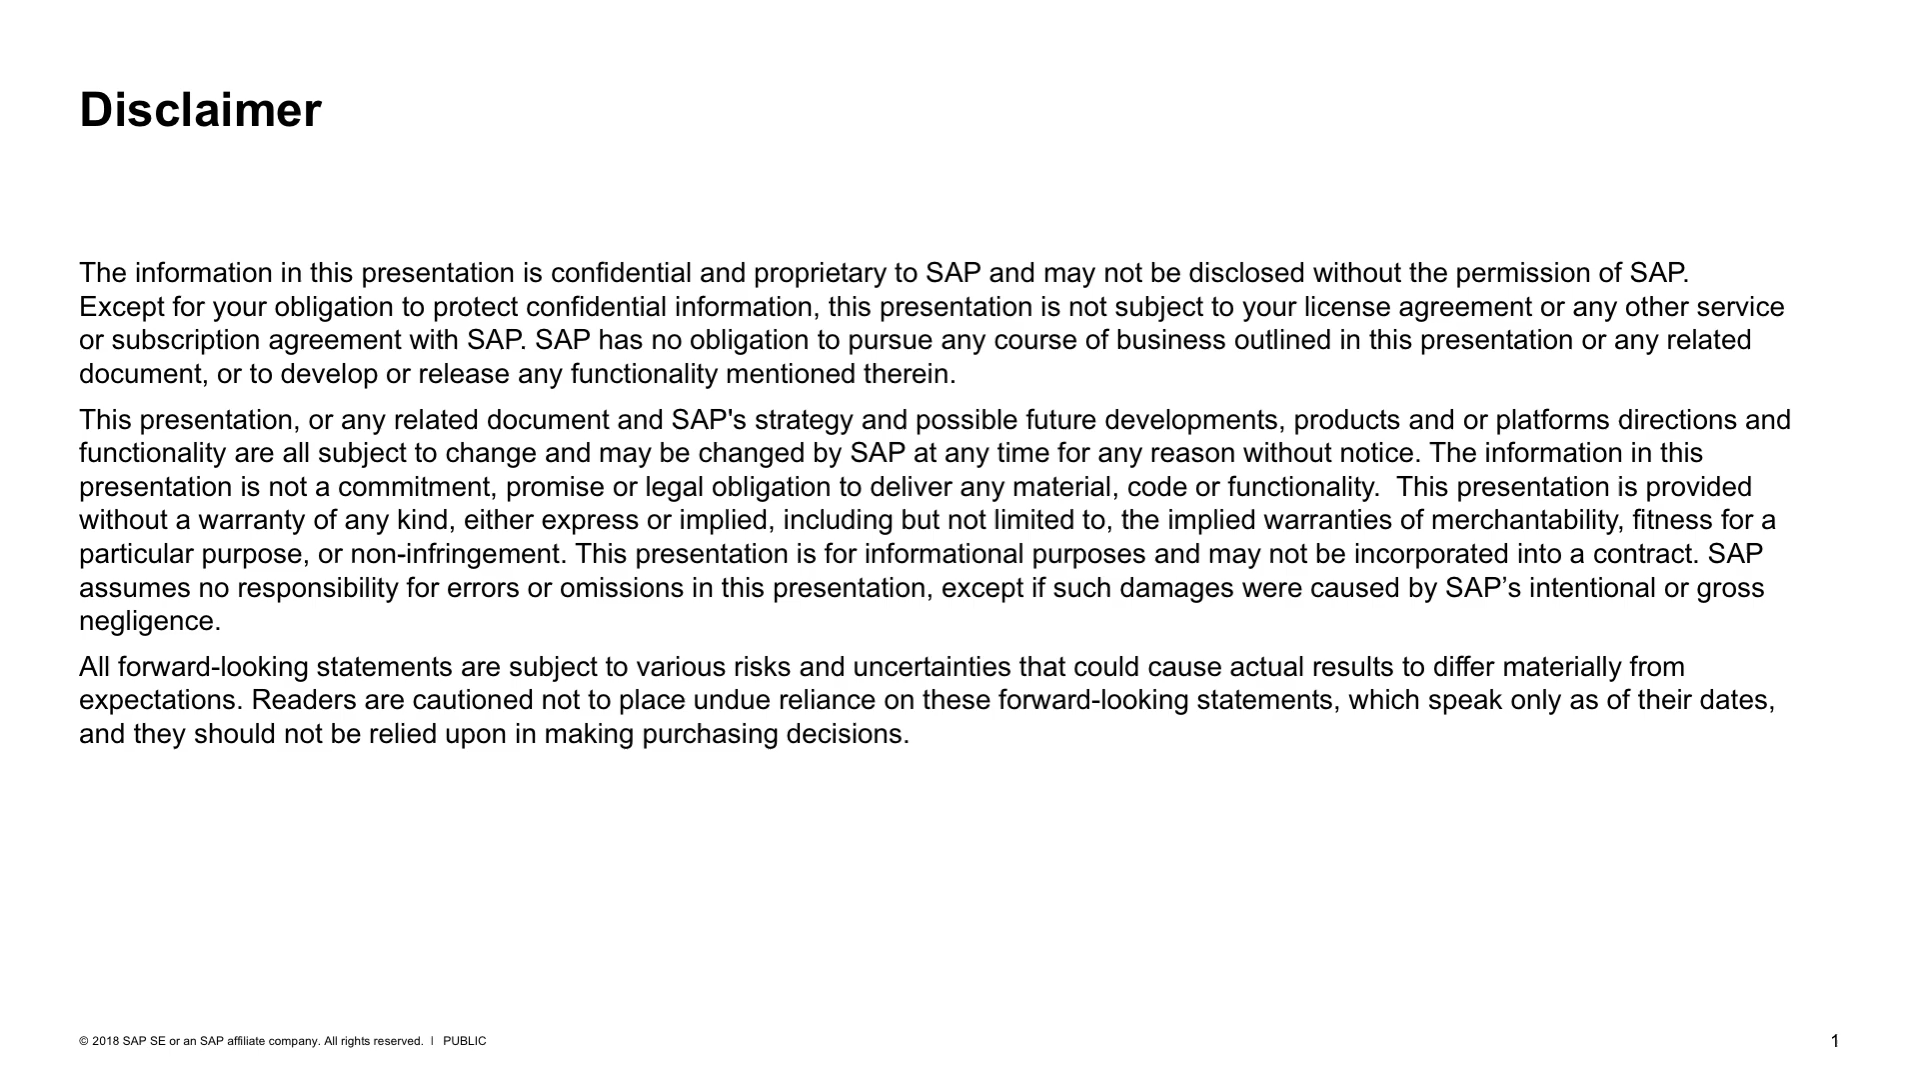 Disclaimer
The information in this presentation is confidential and proprietary to SAP and may not be disclosed without the permission of SAP.
Except for your obligation to protect confidential information, this presentation is not subject to your license agreement or any other service
or subscription agreement with SAP. SAP has no obligation to pursue any course of business outlined in this presentation or any related
document, or to develop or release any functionality mentioned therein.
This presentation, or any related document and SAP's strategy and possible future developments, products and or platforms directions and
functionality are all subject to change and may be changed by SAP at any time for any reason without notice. The information in this
presentation is not a commitment, promise or legal obligation to deliver any material, code or functionality.  This presentation is provided
without a warranty of any kind, either express or implied, including but not limited to, the implied warranties of merchantability, fitness for a
particular purpose, or non-infringement. This presentation is for informational purposes and may not be incorporated into a contract. SAP
assumes no responsibility for errors or omissions in this presentation, except if such damages were caused by SAP’s intentional or gross
negligence.
All forward-looking statements are subject to various risks and uncertainties that could cause actual results to differ materially from
expectations. Readers are cautioned not to place undue reliance on these forward-looking statements, which speak only as of their dates,
and they should not be relied upon in making purchasing decisions.
© 2018 SAP SE or an SAP affiliate company. All rights reserved. | PUBLIC
1